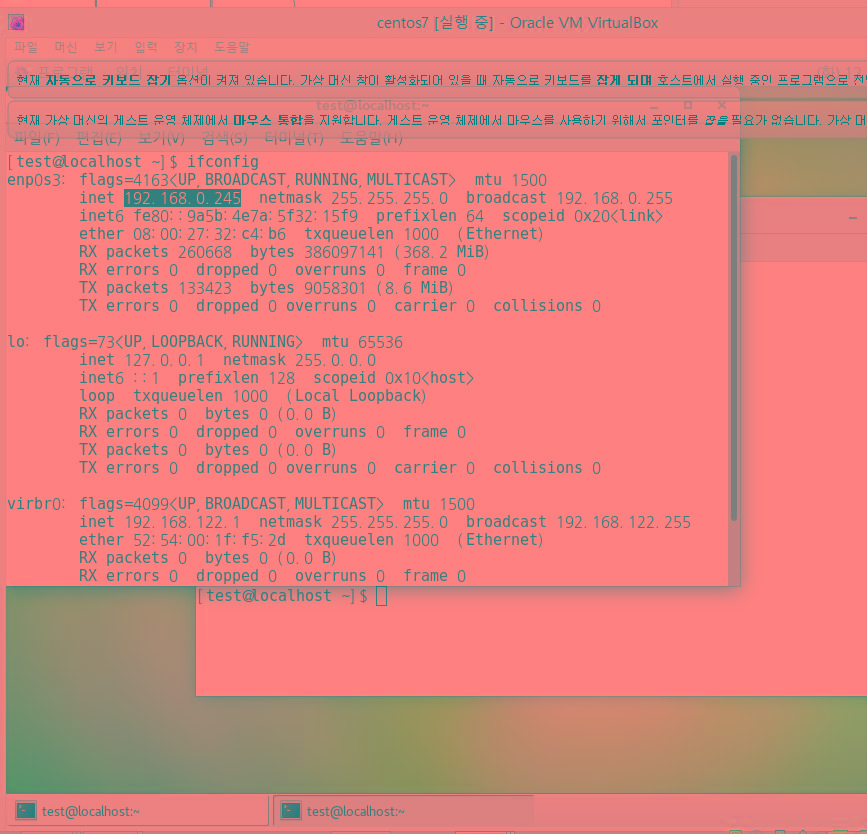 centos7 [실행 중] - Oracle VM VirtualBox
파일 머신 보기 입력 장치 도움말
현재 자동으로 키보드 잡기 옵션이 켜져 있습니다. 가상 머신 창이 활성화되어 있을 때 자동으로 키보드를 잡게 되며 호스트에서 실행 중인 프로그램으로
test@localhost:~
현재 가상 머신의 게스트 운영 체제에서 마우스 통합을 지원합니다. 게스트 운영 체제에서 마우스를 사용하기 위해서 포인터를 잡을 필요가 없습니다. 가상
파일(F) 편집(E) 보기(V) 검색(S) 터미널(T) 도움말(H)
[test@localhost ~]$ ifconfig
enp0s3: flags=4163<UP,BROADCAST,RUNNING,MULTICAST> mtu 1500
inet 192.168.0.245 netmask 255.255.255.0 broadcast 192.168.0.255
inet6 fe80::9a5b:4e7a:5f32:15f9 prefixlen 64 scopeid 0x20<link>
ether 08:00:27:32:c4:b6 txqueuelen 1000 (Ethernet)
RX packets 260668 bytes 386097141 (368.2 MiB)
RX errors 0 dropped 0 overruns 0 frame 0
TX packets 133423 bytes 9058301 (8.6 MiB)
TX errors 0 dropped 0 overruns 0 carrier 0 collisions 0
lo: flags=73<UP,LOOPBACK,RUNNING> mtu 65536
inet 127.0.0.1 netmask 255.0.0.0
inet6 ::1 prefixlen 128 scopeid 0x10<host>
loop txqueuelen 1000 (Local Loopback)
RX packets 0 bytes 0 (0.0 B)
RX errors 0 dropped 0 overruns 0 frame 0
TX packets 0 bytes 0 (0.0 B)
TX errors 0 dropped 0 overruns 0 carrier 0 collisions 0
virbr0: flags=4099<UP,BROADCAST,MULTICAST> mtu 1500
inet 192.168.122.1 netmask 255.255.255.0 broadcast 192.168.122.255
ether 52:54:00:1f:f5:2d txqueuelen 1000 (Ethernet)
RX packets 0 bytes 0 (0.0 B)
RX errors 0 dropped 0 overruns 0 frame 0
[test@localhost ~]$
test@localhost:~ test@localhost:~